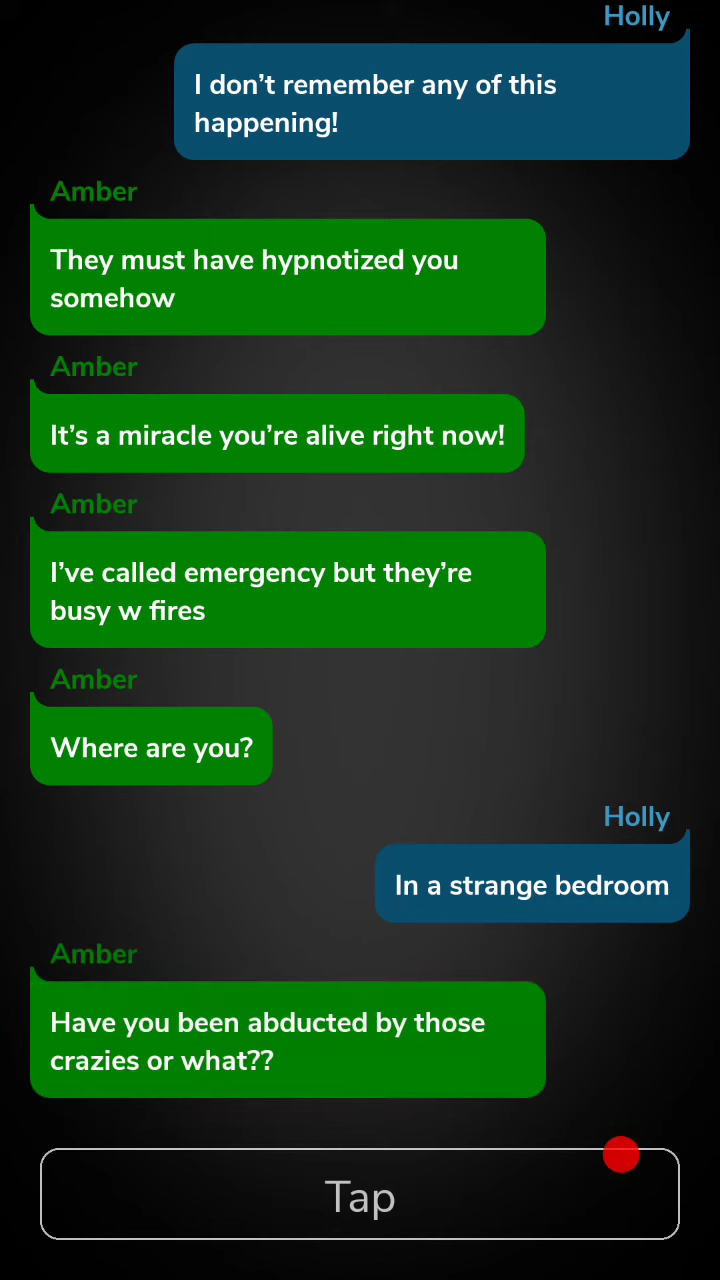 Holly
I don’t remember any of this
happening!
Amber
They must have hypnotized you
somehow
Amber
It’s a miracle you’re alive right now!
Amber
I’ve called emergency but they’re
busy w fires
Amber
Where are you?
Holly
In a strange bedroom
Amber
Have you been abducted by those
crazies or what??
Tap